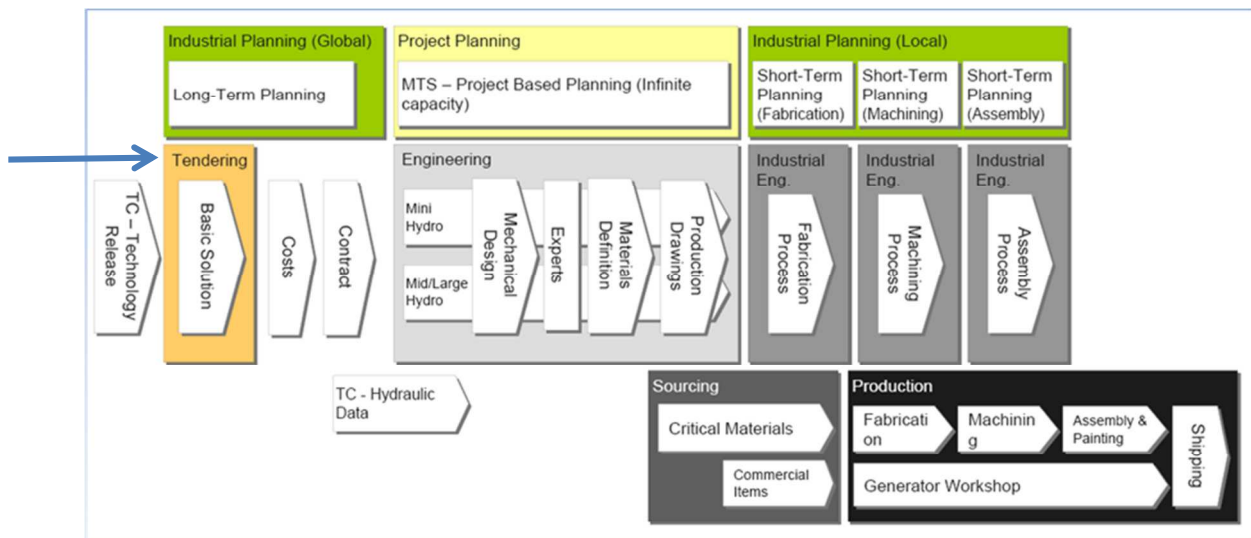 Industrial Planning (Global)
Long-Term Planning
Project Planning
MTS – Project Based Planning (Infinite
capacity)
Industrial Planning (Local)
Short-Term
Planning
(Fabrication)
Short-Term
Planning
(Machining)
Short-Term
Planning
(Assembly)
TC – Technology
Release
Tendering
Basic Solution
Costs
Contract
Engineering
Mini
Hydro
Mid/Large
Hydro
Mechanical
Design
Experts
Materials
Definition
Production
Drawings
Industrial
Eng.
Fabrication
Process
Industrial
Eng.
Machining
Process
Industrial
Eng.
Assembly
Process
TC - Hydraulic
Data
Sourcing
Critical Materials
Commercial
Items
Production
Fabricati
on
Machinin
g
Assembly &
Painting
Generator Workshop
Shipping